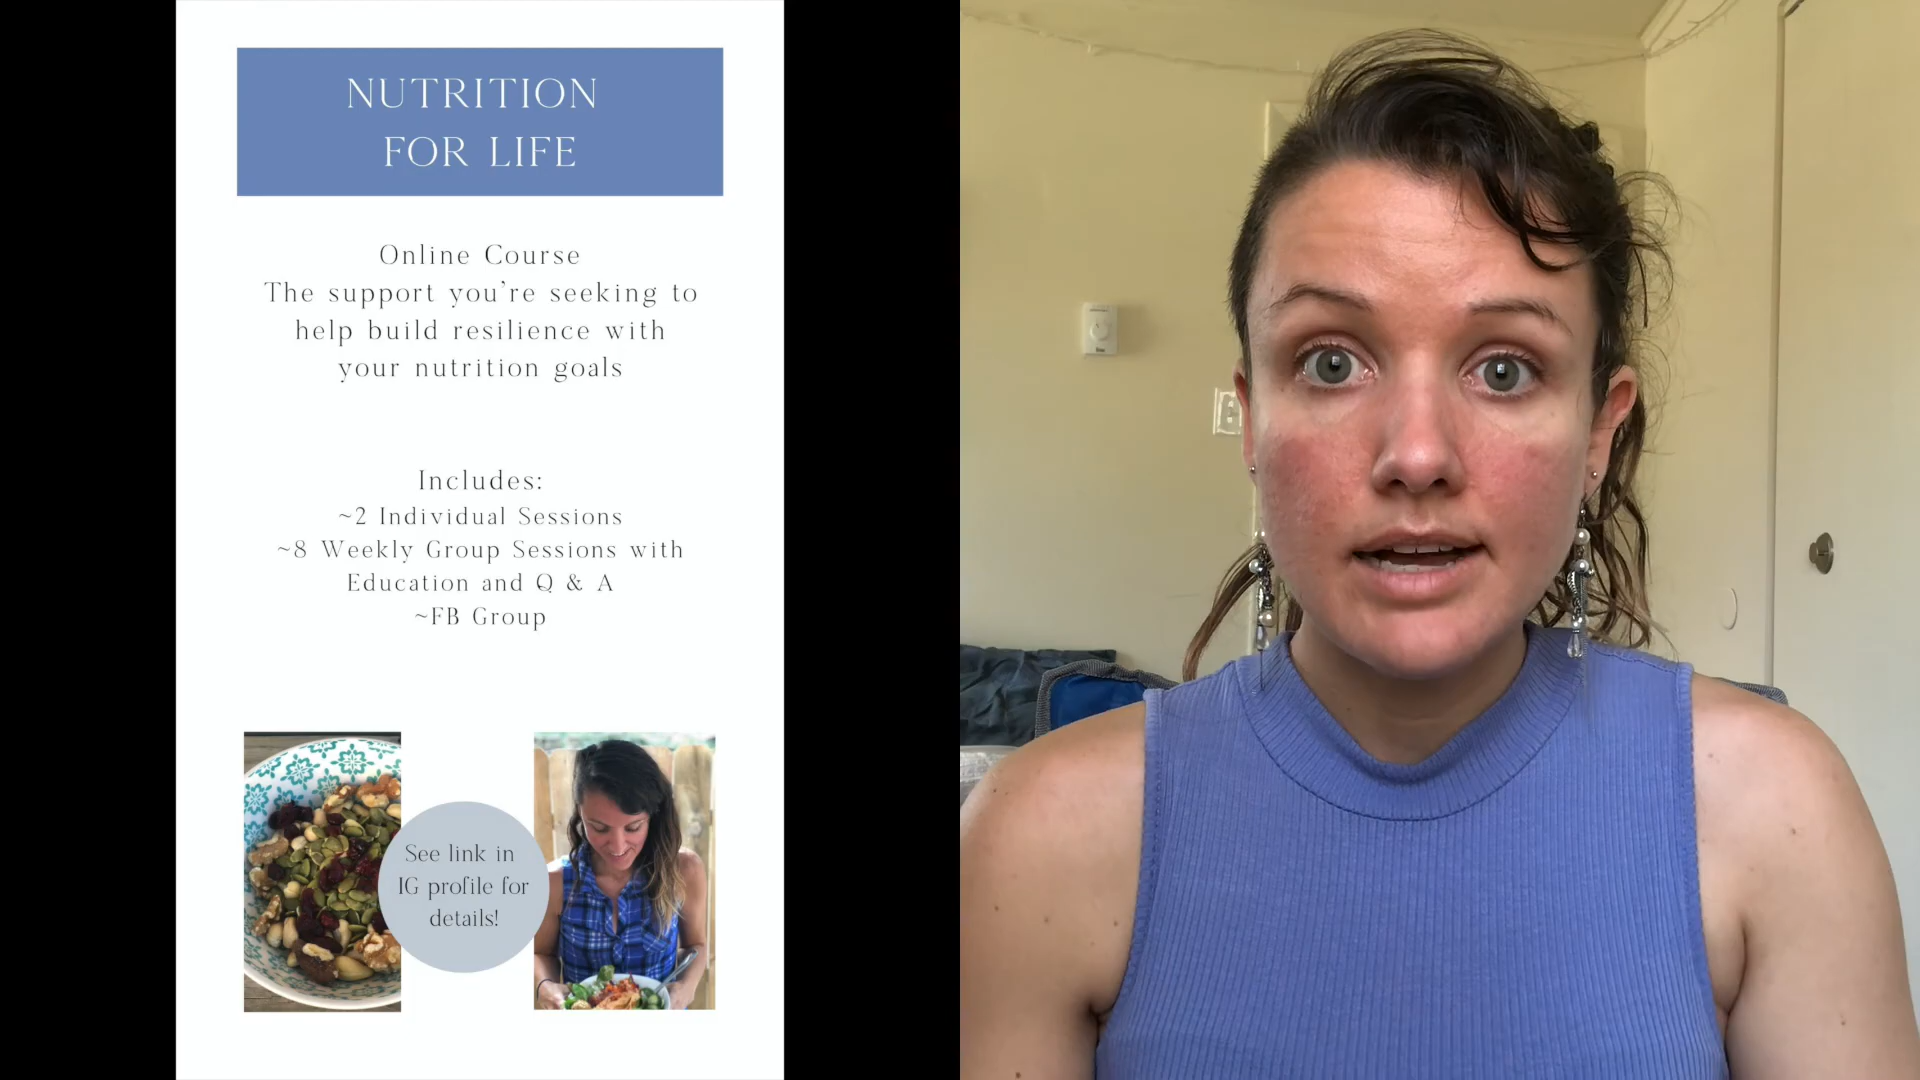 NUTRITION
FOR LIFE
Online Course
The support you're seeking to
help build resilience with
your nutrition goals
Includes:
~2 Individual Sessions
~8 Weekly Group Sessions with
Education and Q & A
~FB Group
See link in
IG profile for
details!